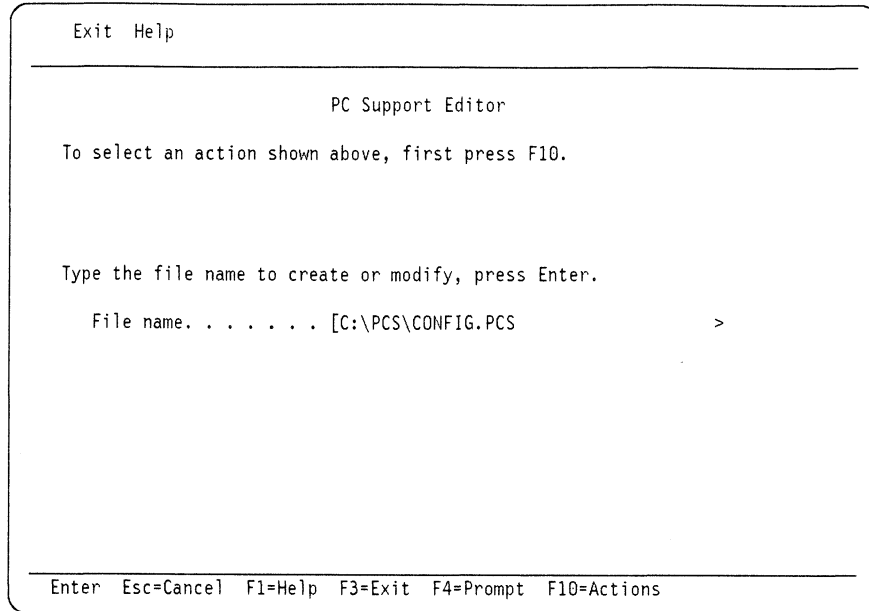 Exit Help
PC Support Editor
To select an action shown above, first press F10.
Type the file name to create or modify, press Enter.
File name. . . . . . . [C:\PCS\CONFIG.PCS >
Enter Esc=Cancel F1=Help F3=Exit F4=Prompt F10=Actions